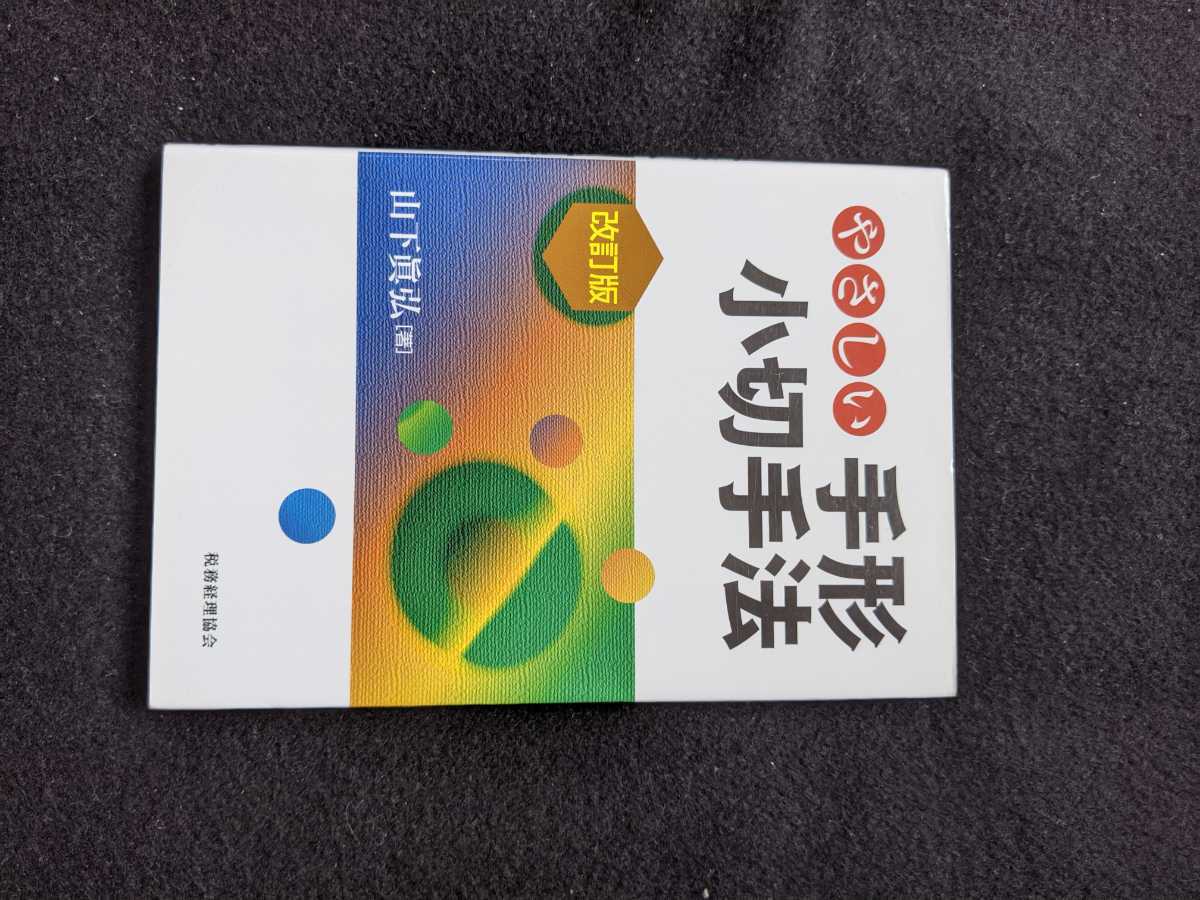 やさしい
手形
小切手法
改訂版
山下眞弘[著]
税務経理協会